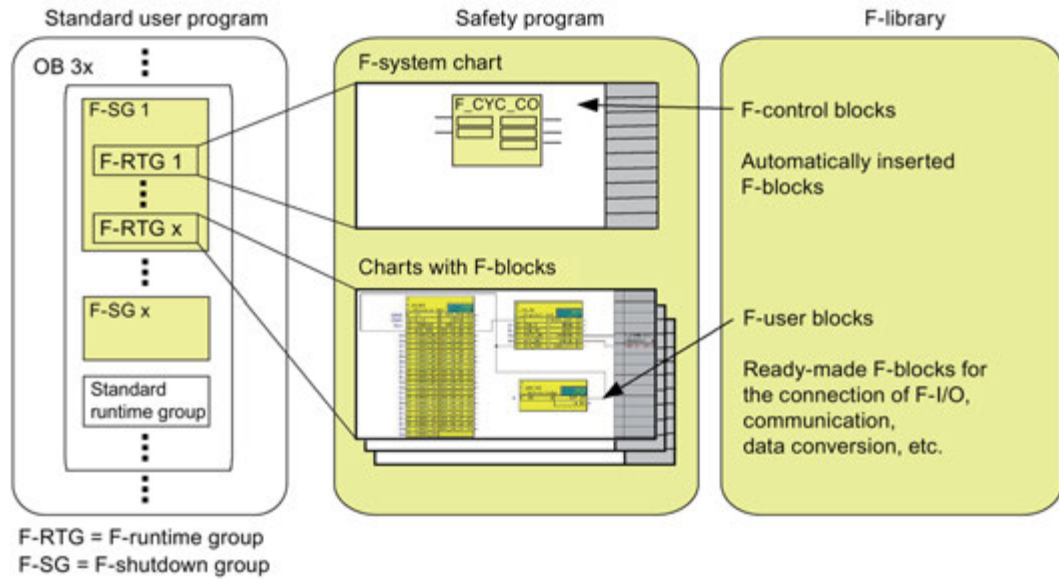 Standard user program
Safety program
F-library
OB 3x
F-SG 1
F-RTG 1
F-RTG x
F-SG x
Standard
runtime group
F-system chart
F_CYC_CO
Charts with F-blocks
F-control blocks
Automatically inserted
F-blocks
F-user blocks
Ready-made F-blocks for
the connection of F-I/O,
communication,
data conversion, etc.
F-RTG = F-runtime group
F-SG = F-shutdown group